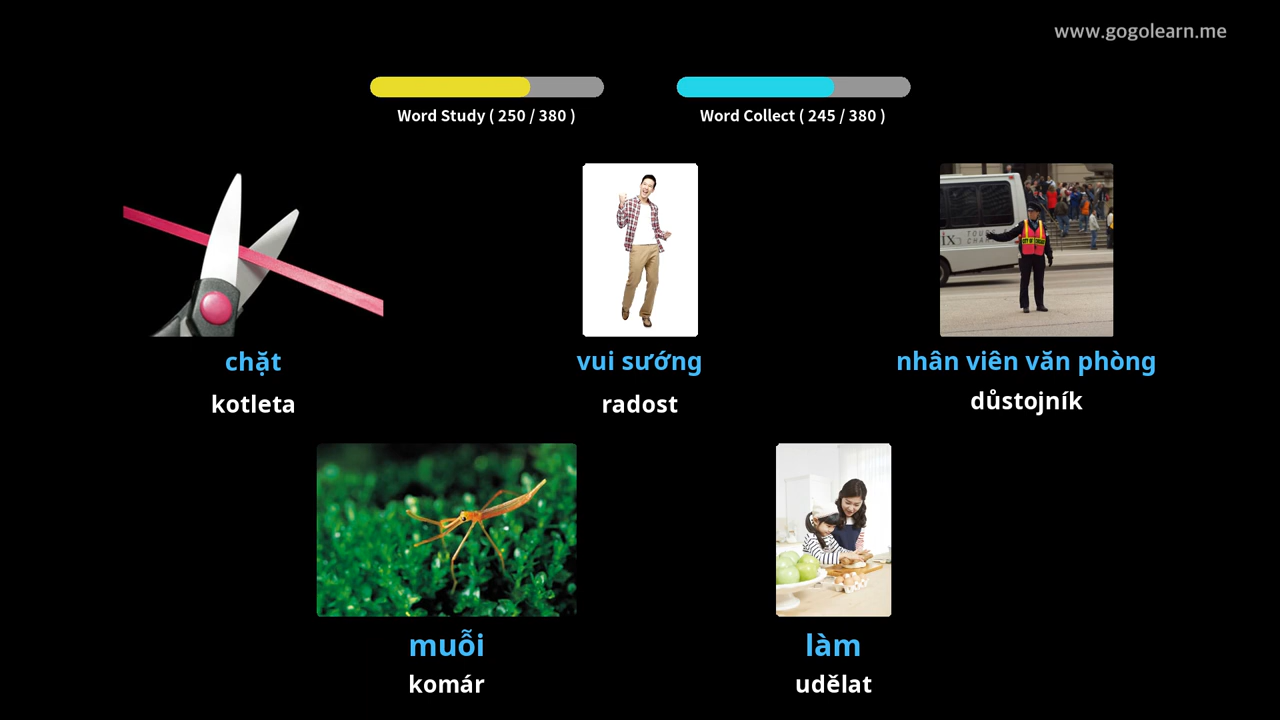 www.gogolearn.me
Word Study ( 250 / 380 )
Word Collect ( 245 / 380 )
chặt
vui sướng
nhân viên văn phòng
kotleta
radost
důstojník
muỗi
làm
komár
udělat